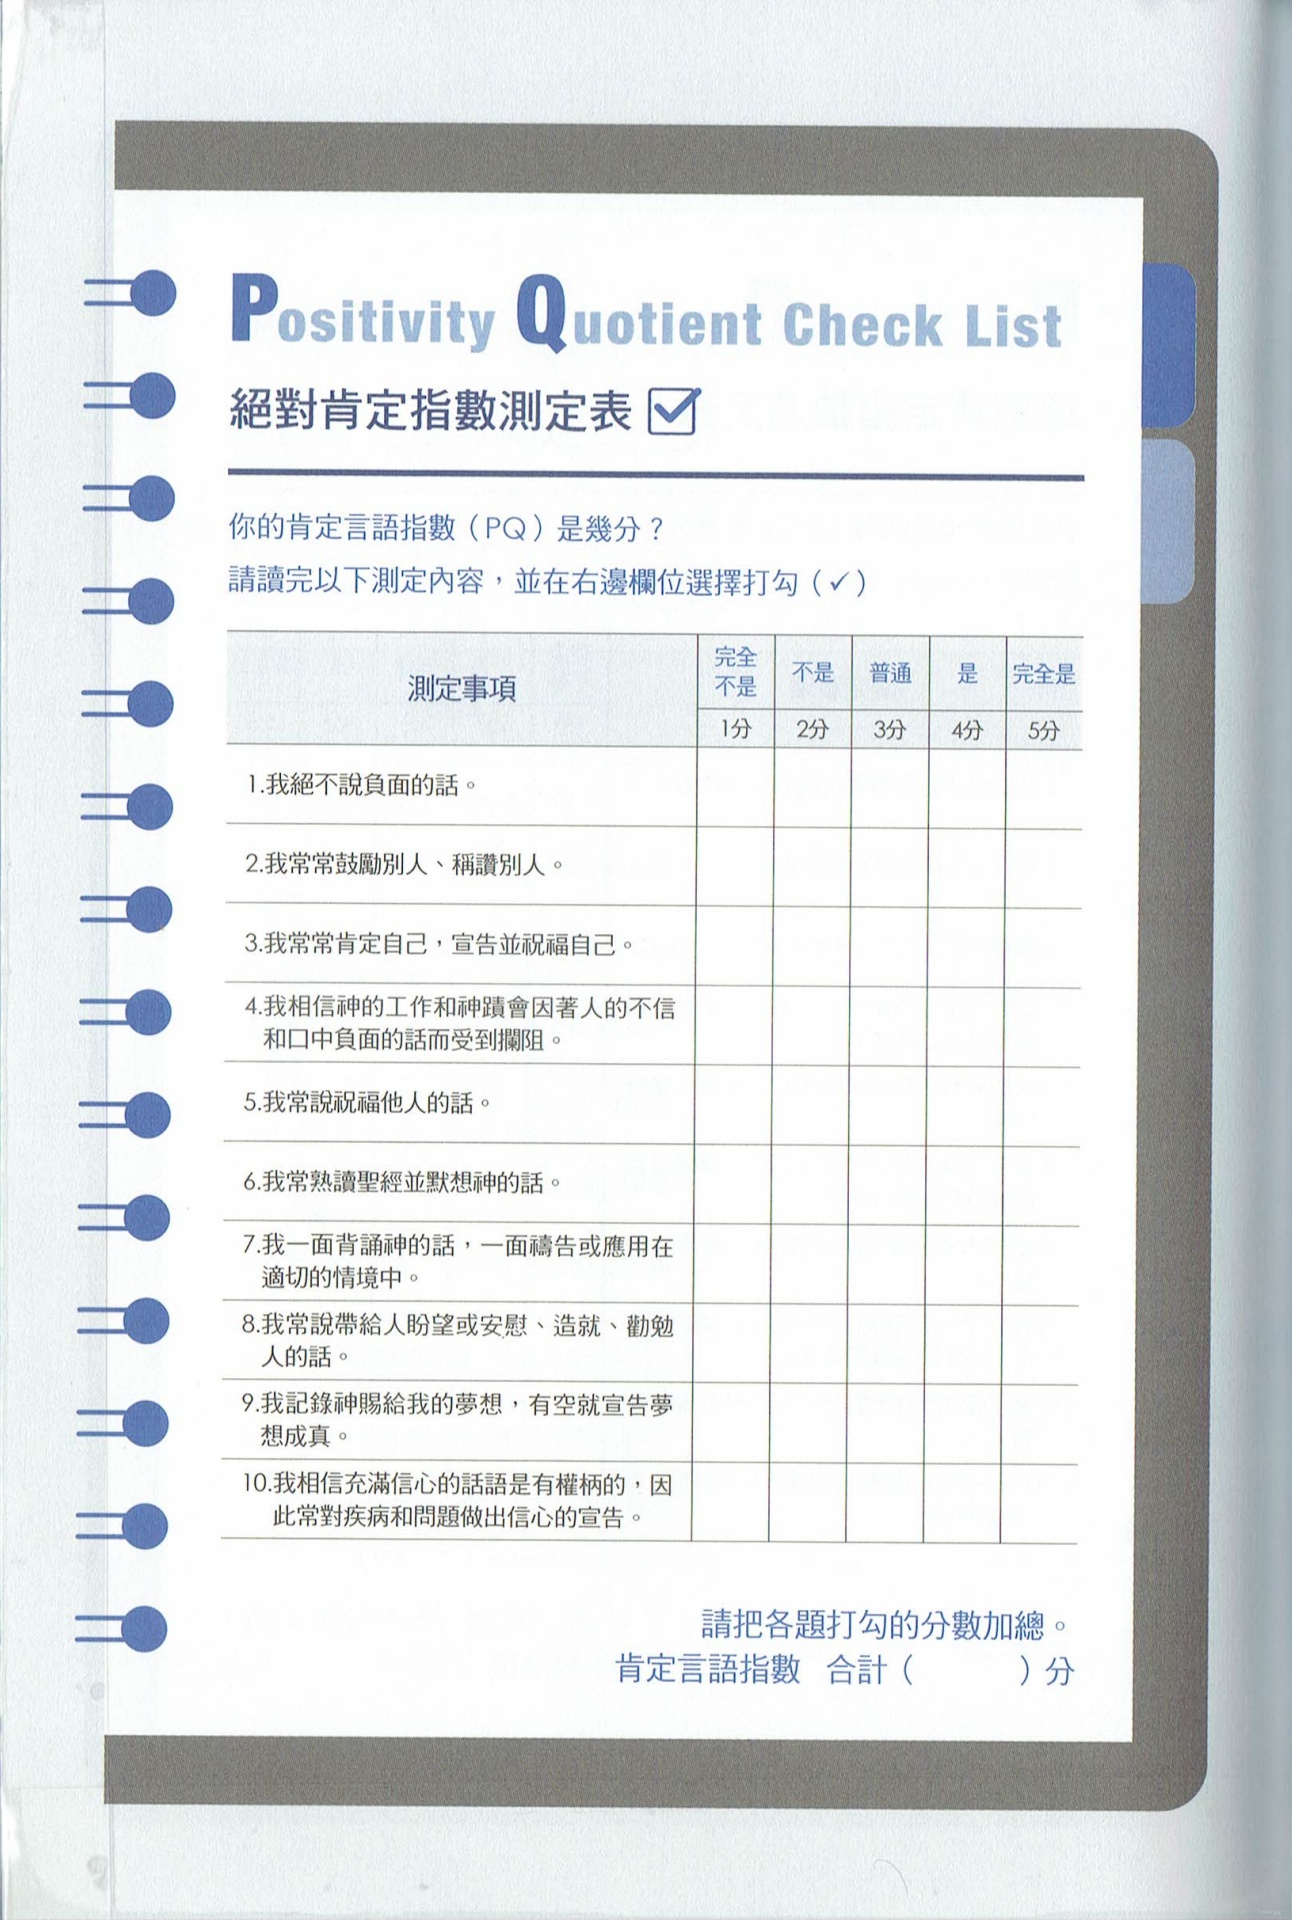 Positivity Quotient Check List
絕對肯定指數測定表
你的肯定言語指數（PQ）是幾分？
請讀完以下測定內容，並在右邊欄位選擇打勾（✓）
測定事項
完全不是 不是 普通 是 完全是
1分 2分 3分 4分 5分
1.我絕不說負面的話。
2.我常常鼓勵別人、稱讚別人。
3.我常常肯定自己，宣告並祝福自己。
4.我相信神的工作和神蹟會因著人的不信
和口中負面的話而受到攔阻。
5.我常說祝福他人的話。
6.我常熟讀聖經並默想神的話。
7.我一面背誦神的話，一面禱告或應用在
適切的情境中。
8.我常說帶給人盼望或安慰、造就、勸勉
人的話。
9.我記錄神賜給我的夢想，有空就宣告夢
想成真。
10.我相信充滿信心的話語是有權柄的，因
此常對疾病和問題做出信心的宣告。
請把各題打勾的分數加總。
肯定言語指數 合計（ ）分